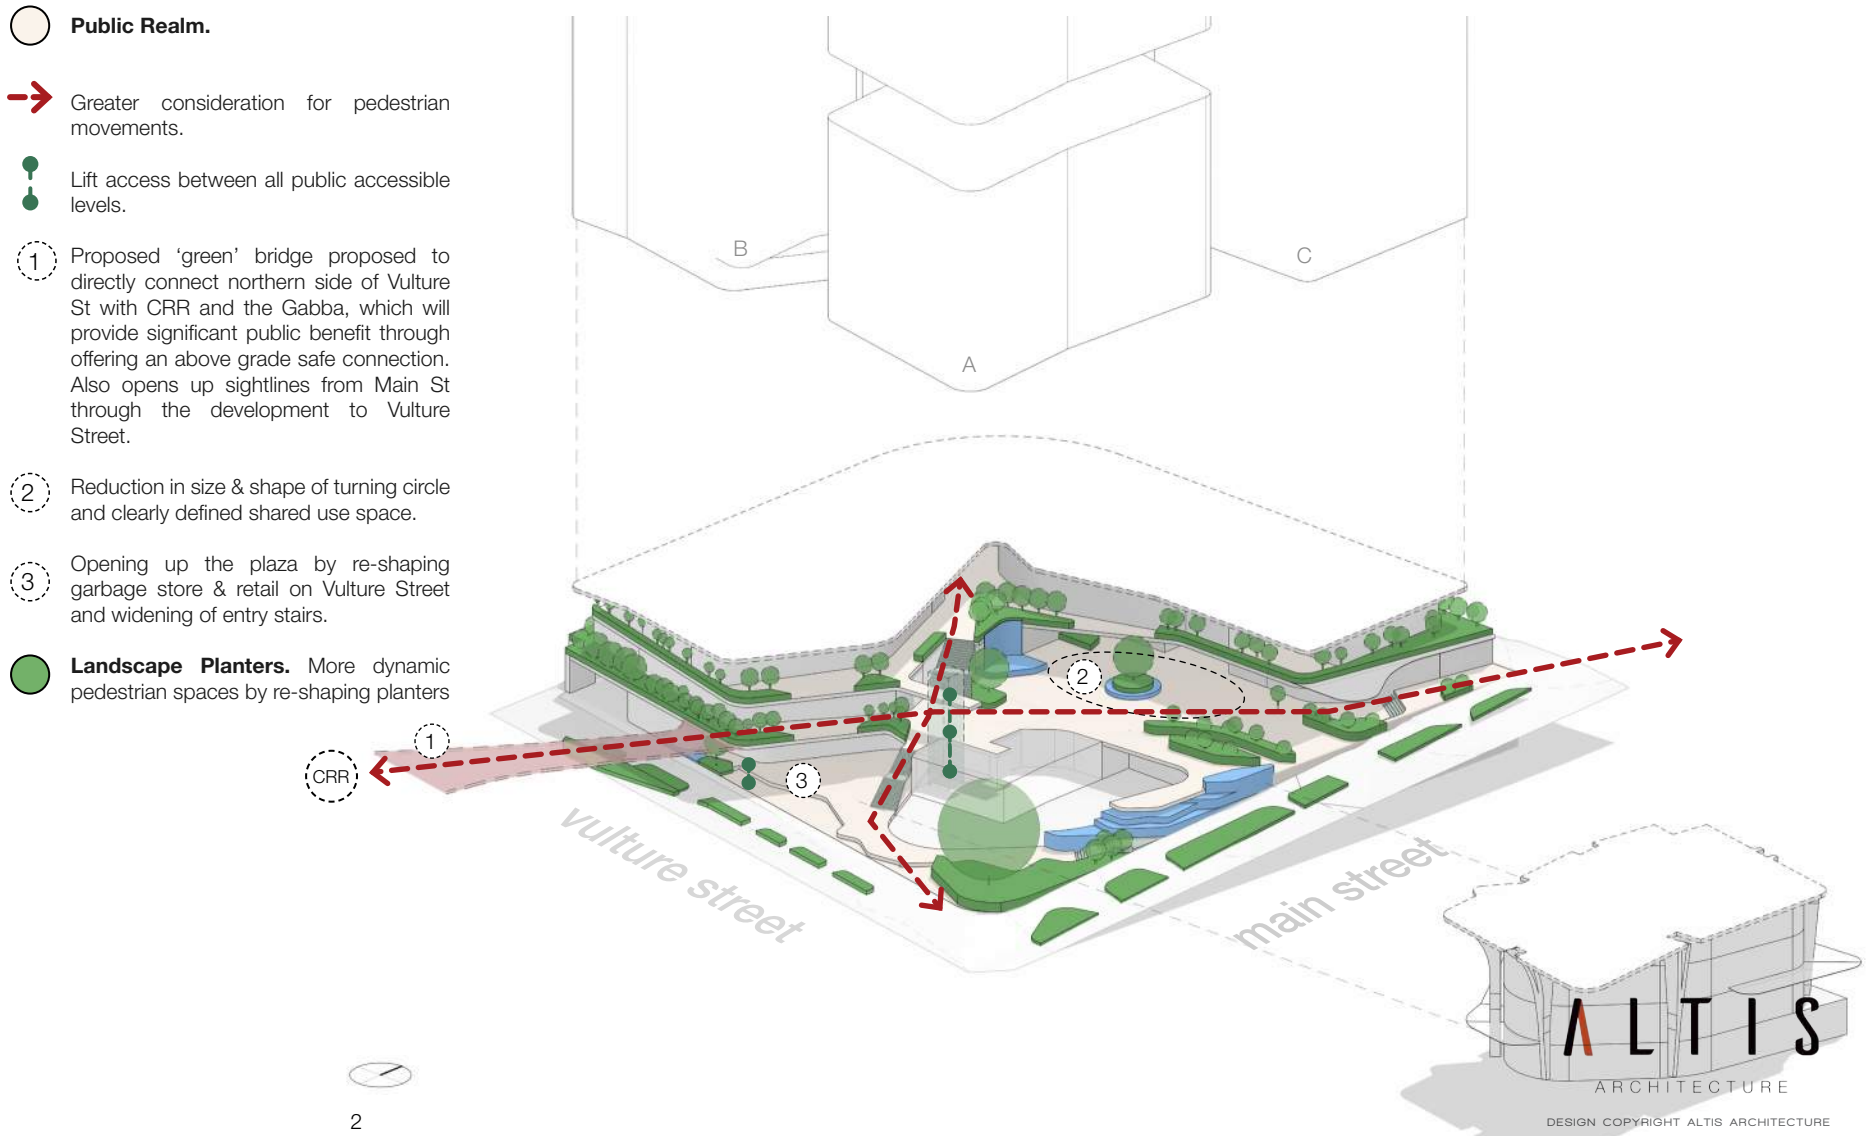 Public Realm.
Greater consideration for pedestrian
movements.
Lift access between all public accessible
levels.
1
Proposed ‘green’ bridge proposed to
directly connect northern side of Vulture
St with CRR and the Gabba, which will
provide significant public benefit through
offering an above grade safe connection.
Also opens up sightlines from Main St
through the development to Vulture
Street.
2
Reduction in size & shape of turning circle
and clearly defined shared use space.
3
Opening up the plaza by re-shaping
garbage store & retail on Vulture Street
and widening of entry stairs.
Landscape Planters. More dynamic
pedestrian spaces by re-shaping planters
B
C
A
2
1
CRR
3
vulture street
main street
ALTIS
ARCHITECTURE
DESIGN COPYRIGHT ALTIS ARCHITECTURE
2